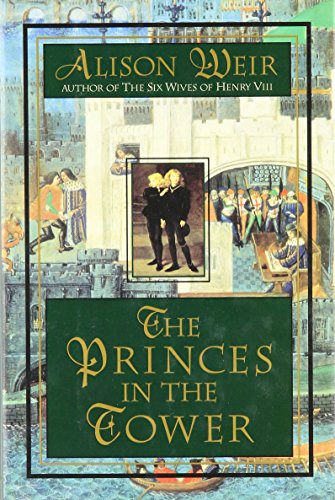 ALISON WEIR
AUTHOR OF THE SIX WIVES OF HENRY VIII
THE
PRINCES
IN THE
TOWER